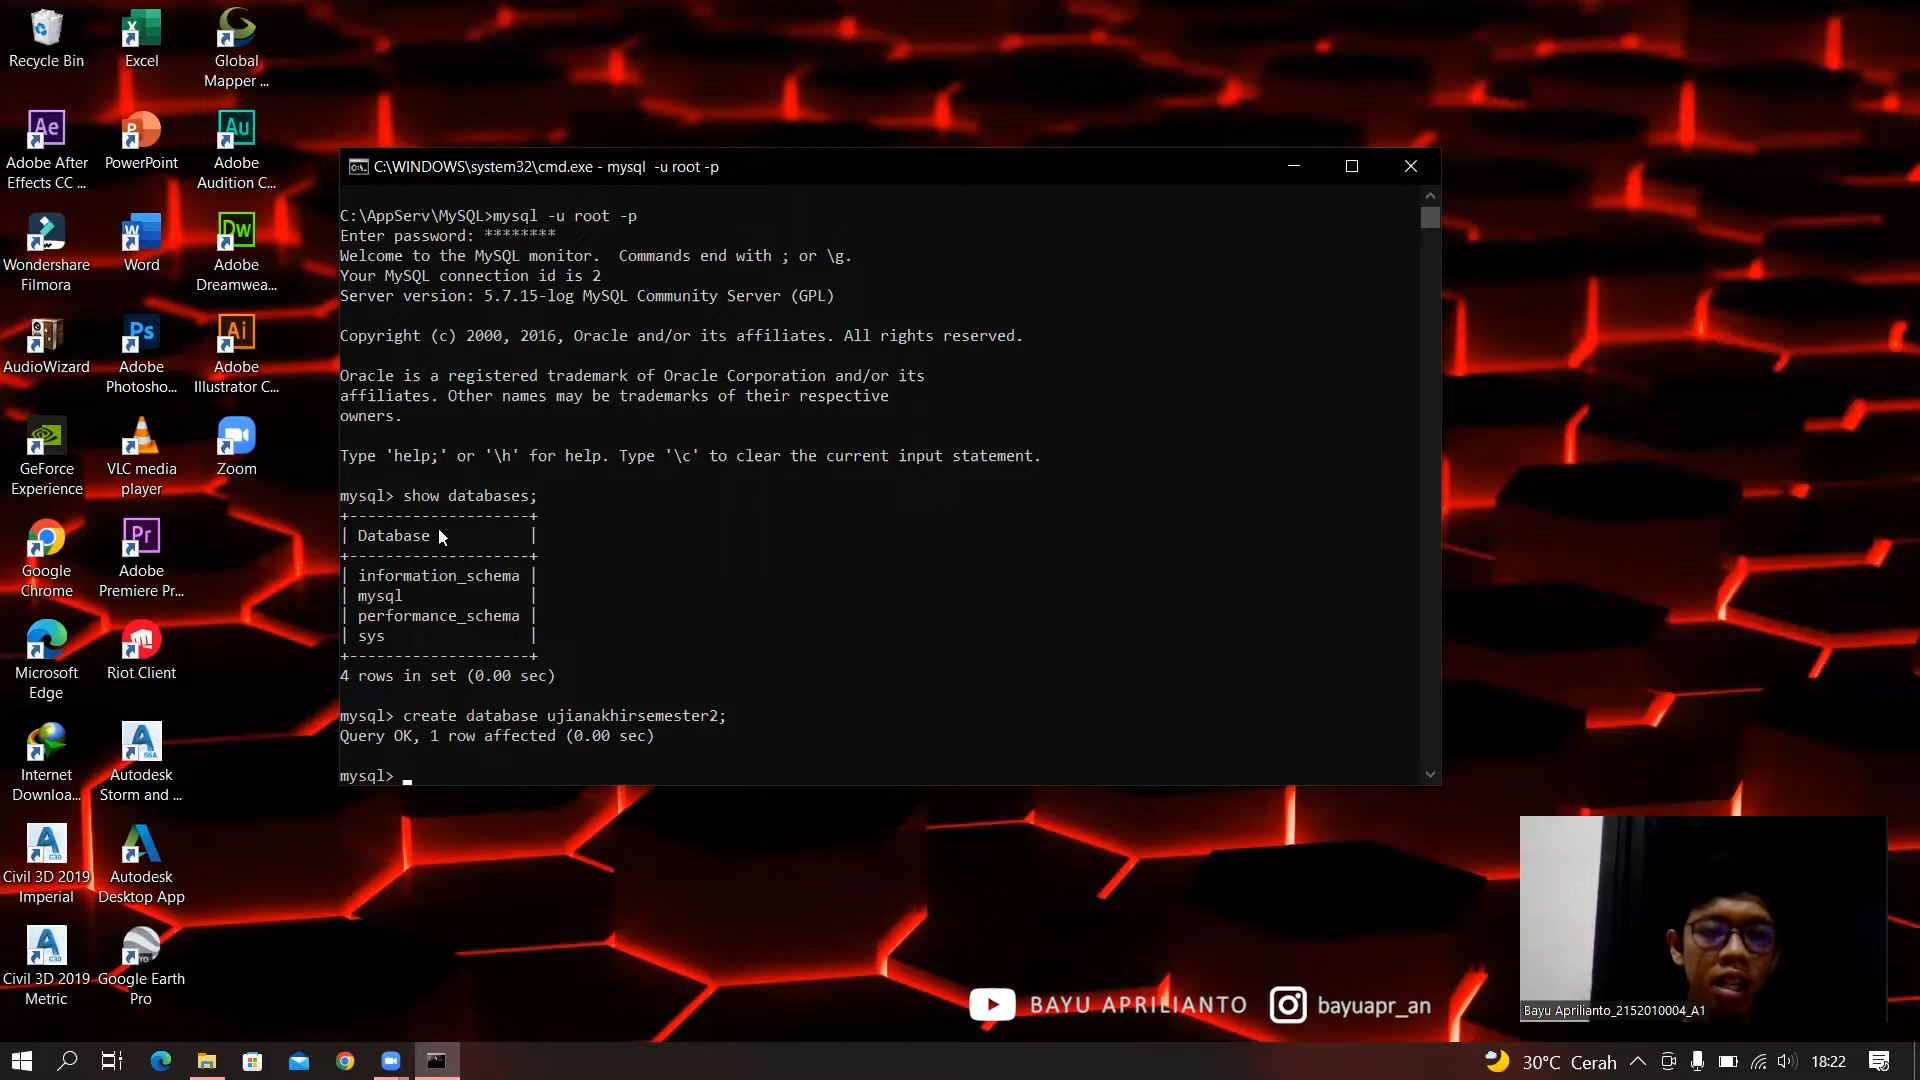 Recycle Bin
Excel
Global
Mapper ...
Adobe After
Effects CC ...
PowerPoint
Adobe
Audition C...
Wondershare
Filmora
Word
Adobe
Dreamwea...
AudioWizard
Adobe
Photosho...
Adobe
Illustrator C...
GeForce
Experience
VLC media
player
Zoom
Google
Chrome
Adobe
Premiere Pr...
Microsoft
Edge
Riot Client
Internet
Downloa...
Autodesk
Storm and ...
Civil 3D 2019
Imperial
Autodesk
Desktop App
Civil 3D 2019
Metric
Google Earth
Pro
C:\WINDOWS\system32\cmd.exe - mysql  -u root -p
C:\AppServ\MySQL>mysql -u root -p
Enter password: ********
Welcome to the MySQL monitor.  Commands end with ; or \g.
Your MySQL connection id is 2
Server version: 5.7.15-log MySQL Community Server (GPL)
Copyright (c) 2000, 2016, Oracle and/or its affiliates. All rights reserved.
Oracle is a registered trademark of Oracle Corporation and/or its
affiliates. Other names may be trademarks of their respective
owners.
Type 'help;' or '\h' for help. Type '\c' to clear the current input statement.
mysql> show databases;
+--------------------+
| Database           |
+--------------------+
| information_schema |
| mysql              |
| performance_schema |
| sys                |
+--------------------+
4 rows in set (0.00 sec)
mysql> create database ujianakhirsemester2;
Query OK, 1 row affected (0.00 sec)
mysql> _
BAYU APRILIANTO
bayuapr_an
Bayu Aprilianto_2152010004_A1
30°C Cerah
18:22